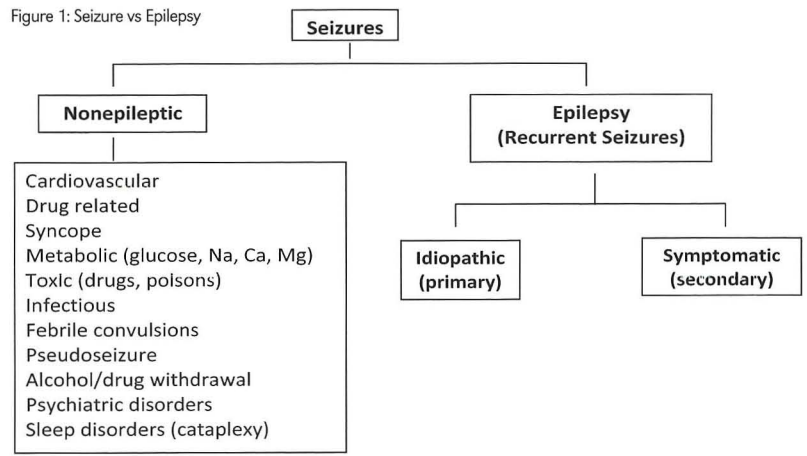 Figure 1: Seizure vs Epilepsy
Seizures
Nonepileptic
Epilepsy
(Recurrent Seizures)
Cardiovascular
Drug related
Syncope
Metabolic (glucose, Na, Ca, Mg)
Toxic (drugs, poisons)
Infectious
Febrile convulsions
Pseudoseizure
Alcohol/drug withdrawal
Psychiatric disorders
Sleep disorders (cataplexy)
Idiopathic
(primary)
Symptomatic
(secondary)